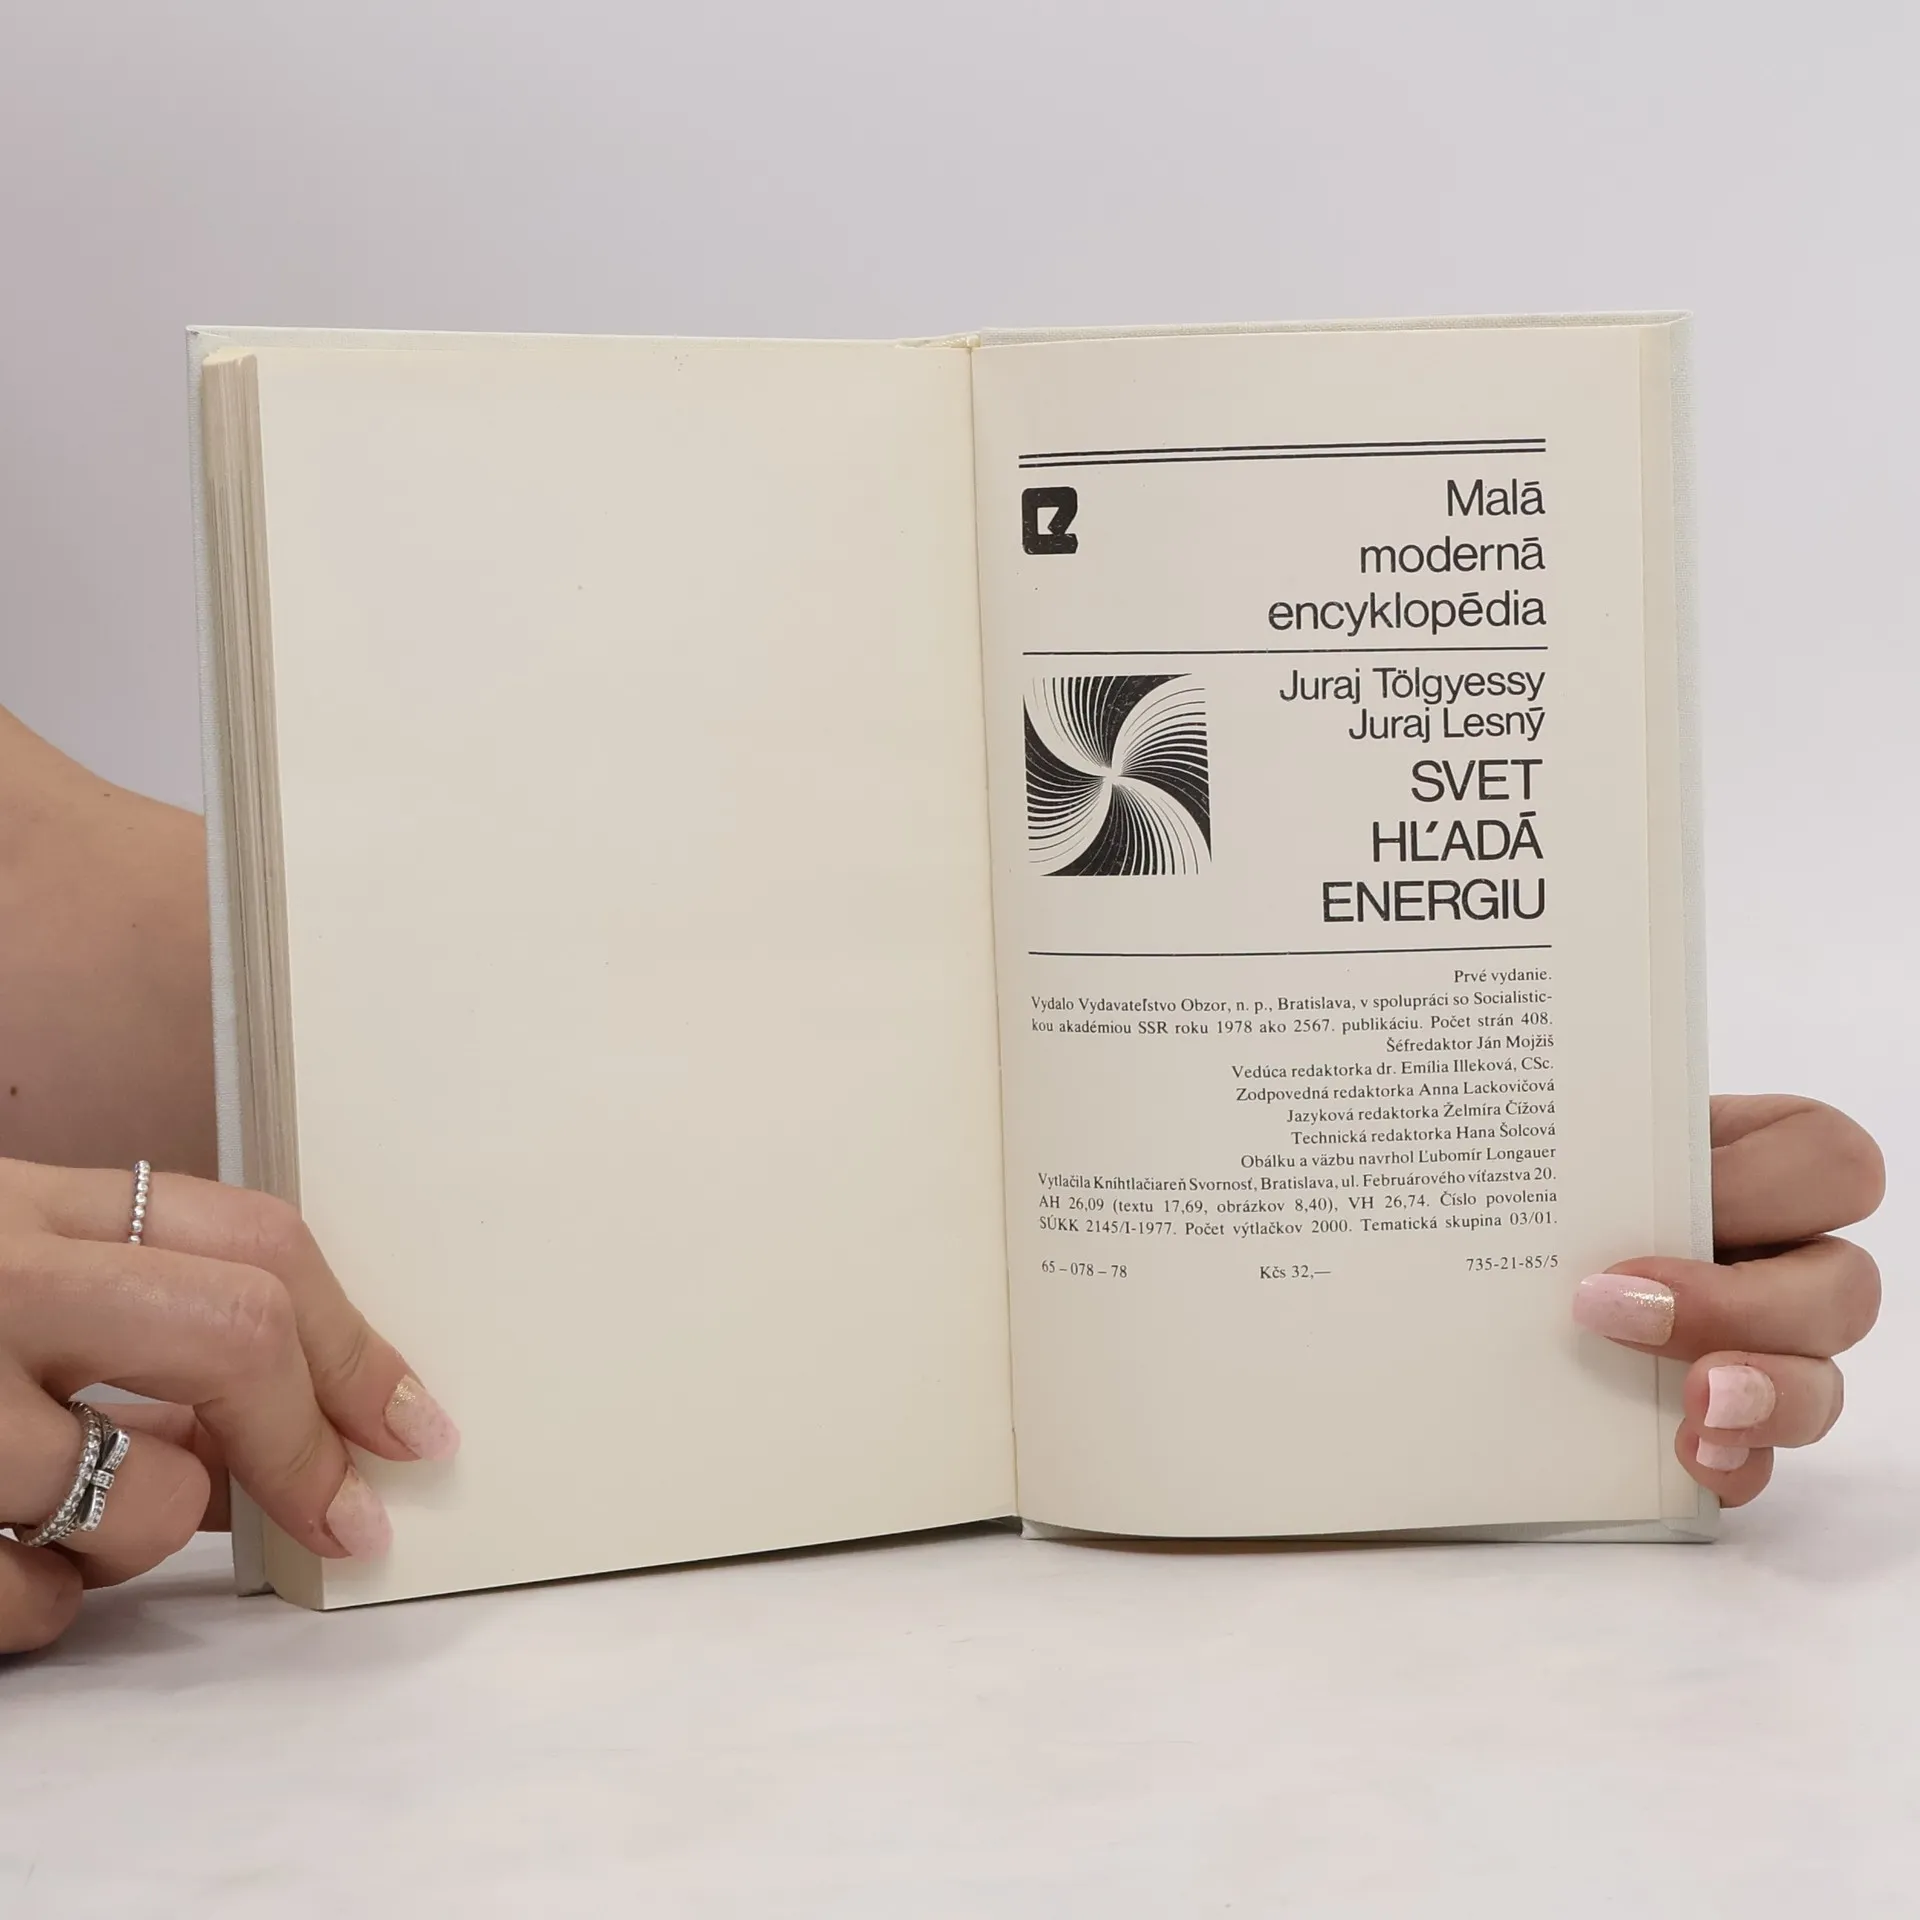 Malá
moderná
encyklopédia
Juraj Tölgyessy
Juraj Lesný
SVET
HĽADÁ
ENERGIU
Prvé vydanie.
Vydalo Vydavateľstvo Obzor, n. p., Bratislava, v spolupráci so Socialistic-
kou akadémiou SSR roku 1978 ako 2567. publikáciu. Počet strán 408.
Šéfredaktor Ján Mojžiš
Vedúca redaktorka dr. Emília Illeková, CSc.
Zodpovedná redaktorka Anna Lackovičová
Jazyková redaktorka Želmíra Čížová
Technická redaktorka Hana Šolcová
Obálku a väzbu navrhol Ľubomír Longauer
Vytlačila Kníhtlačiareň Svornosť, Bratislava, ul. Februárového víťazstva 20.
AH 26,09 (textu 17,69, obrázkov 8,40), VH 26,74. Číslo povolenia
SÚKK 2145/I-1977. Počet výtlačkov 2000. Tematická skupina 03/01.
65 – 078 – 78 Kčs 32,— 735-21-85/5